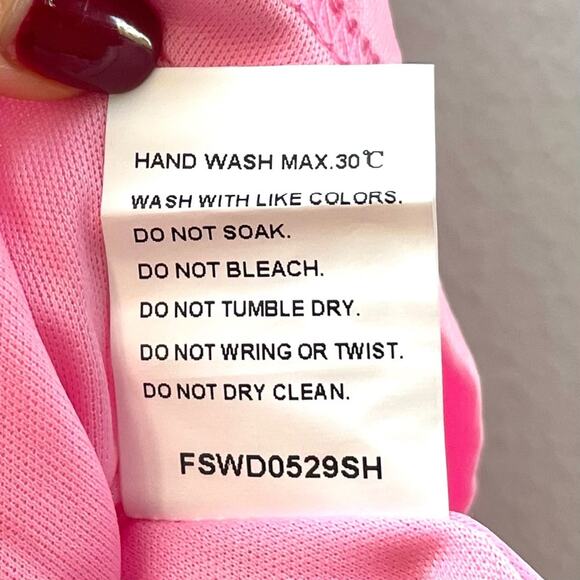 HAND WASH MAX.30℃
WASH WITH LIKE COLORS.
DO NOT SOAK.
DO NOT BLEACH.
DO NOT TUMBLE DRY.
DO NOT WRING OR TWIST.
DO NOT DRY CLEAN.
FSWD0529SH